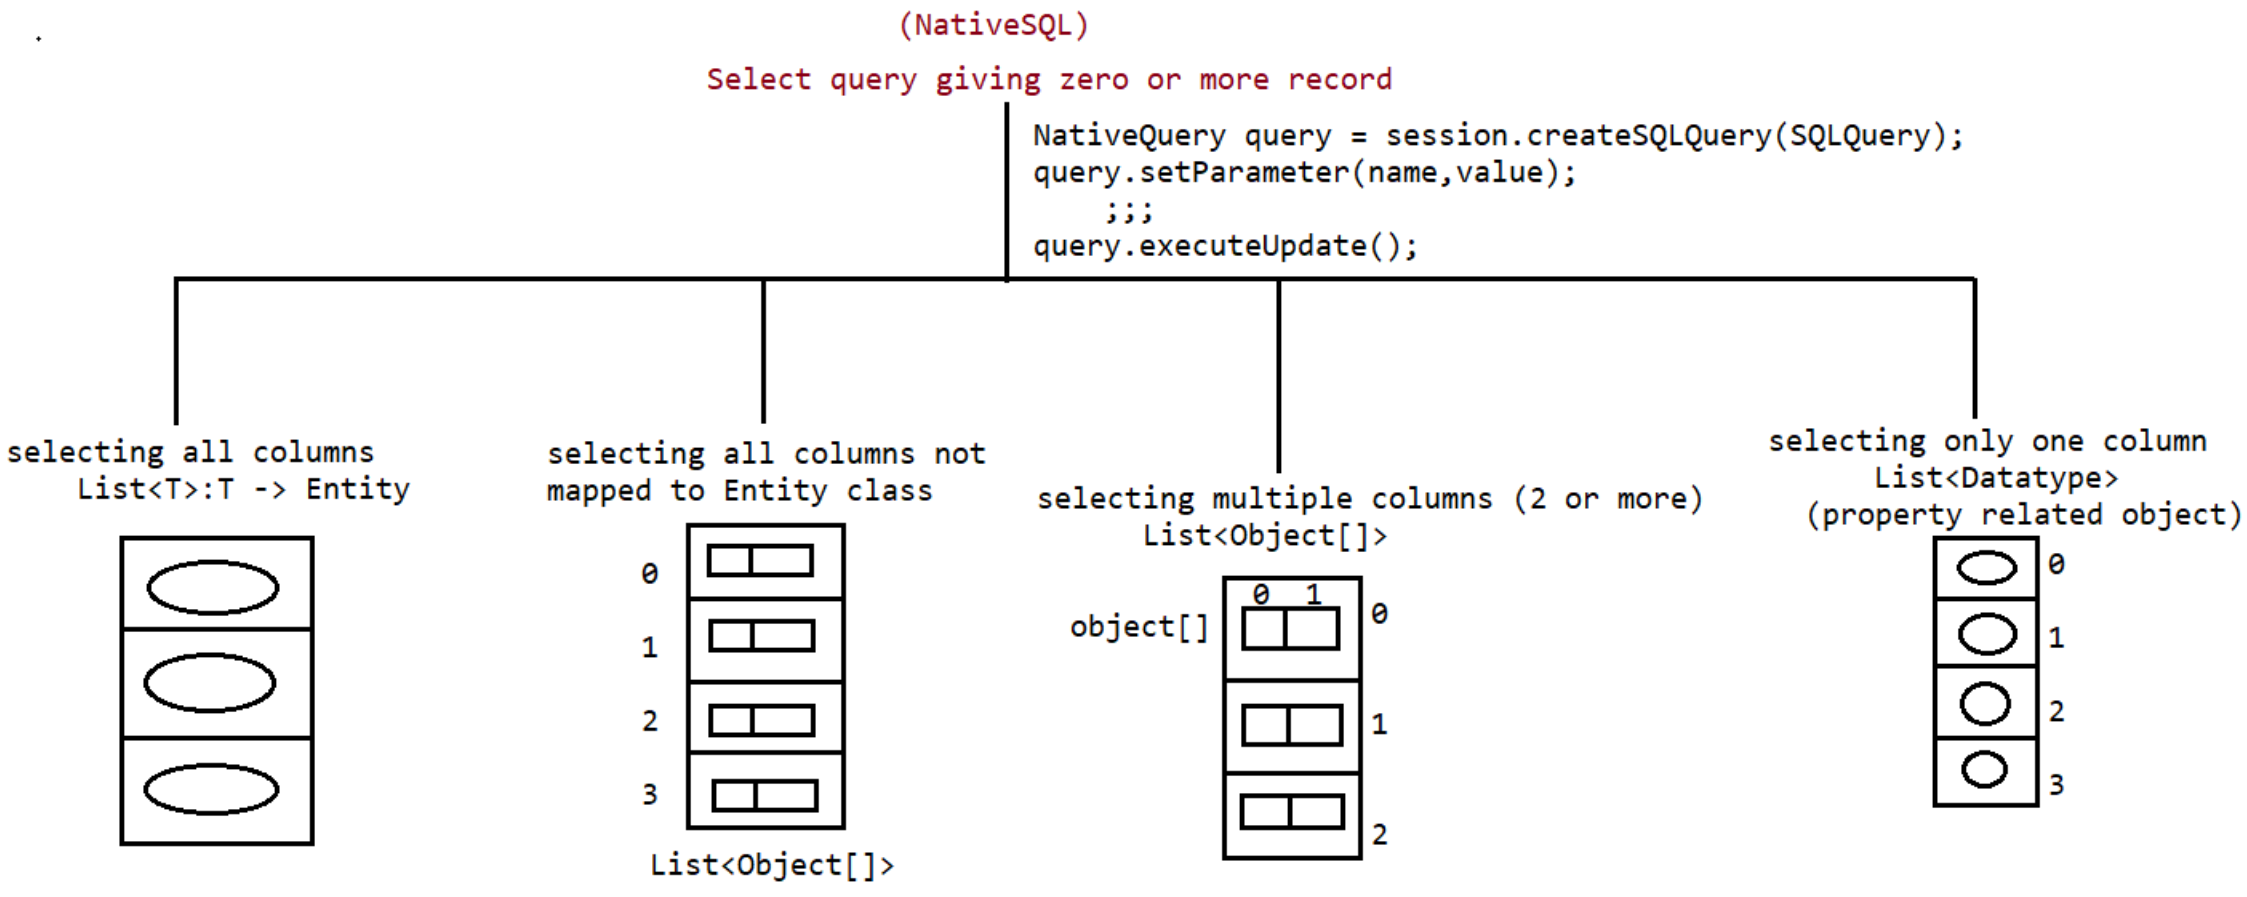 (NativeSQL)
Select query giving zero or more record
NativeQuery query = session.createSQLQuery(SQLQuery);
query.setParameter(name,value);
;;;
query.executeUpdate();
selecting all columns
List<T>:T -> Entity
selecting all columns not
mapped to Entity class
0
1
2
3
List<Object[]>
selecting multiple columns (2 or more)
List<Object[]>
0 1
object[]
0
1
2
selecting only one column
List<Datatype>
(property related object)
0
1
2
3